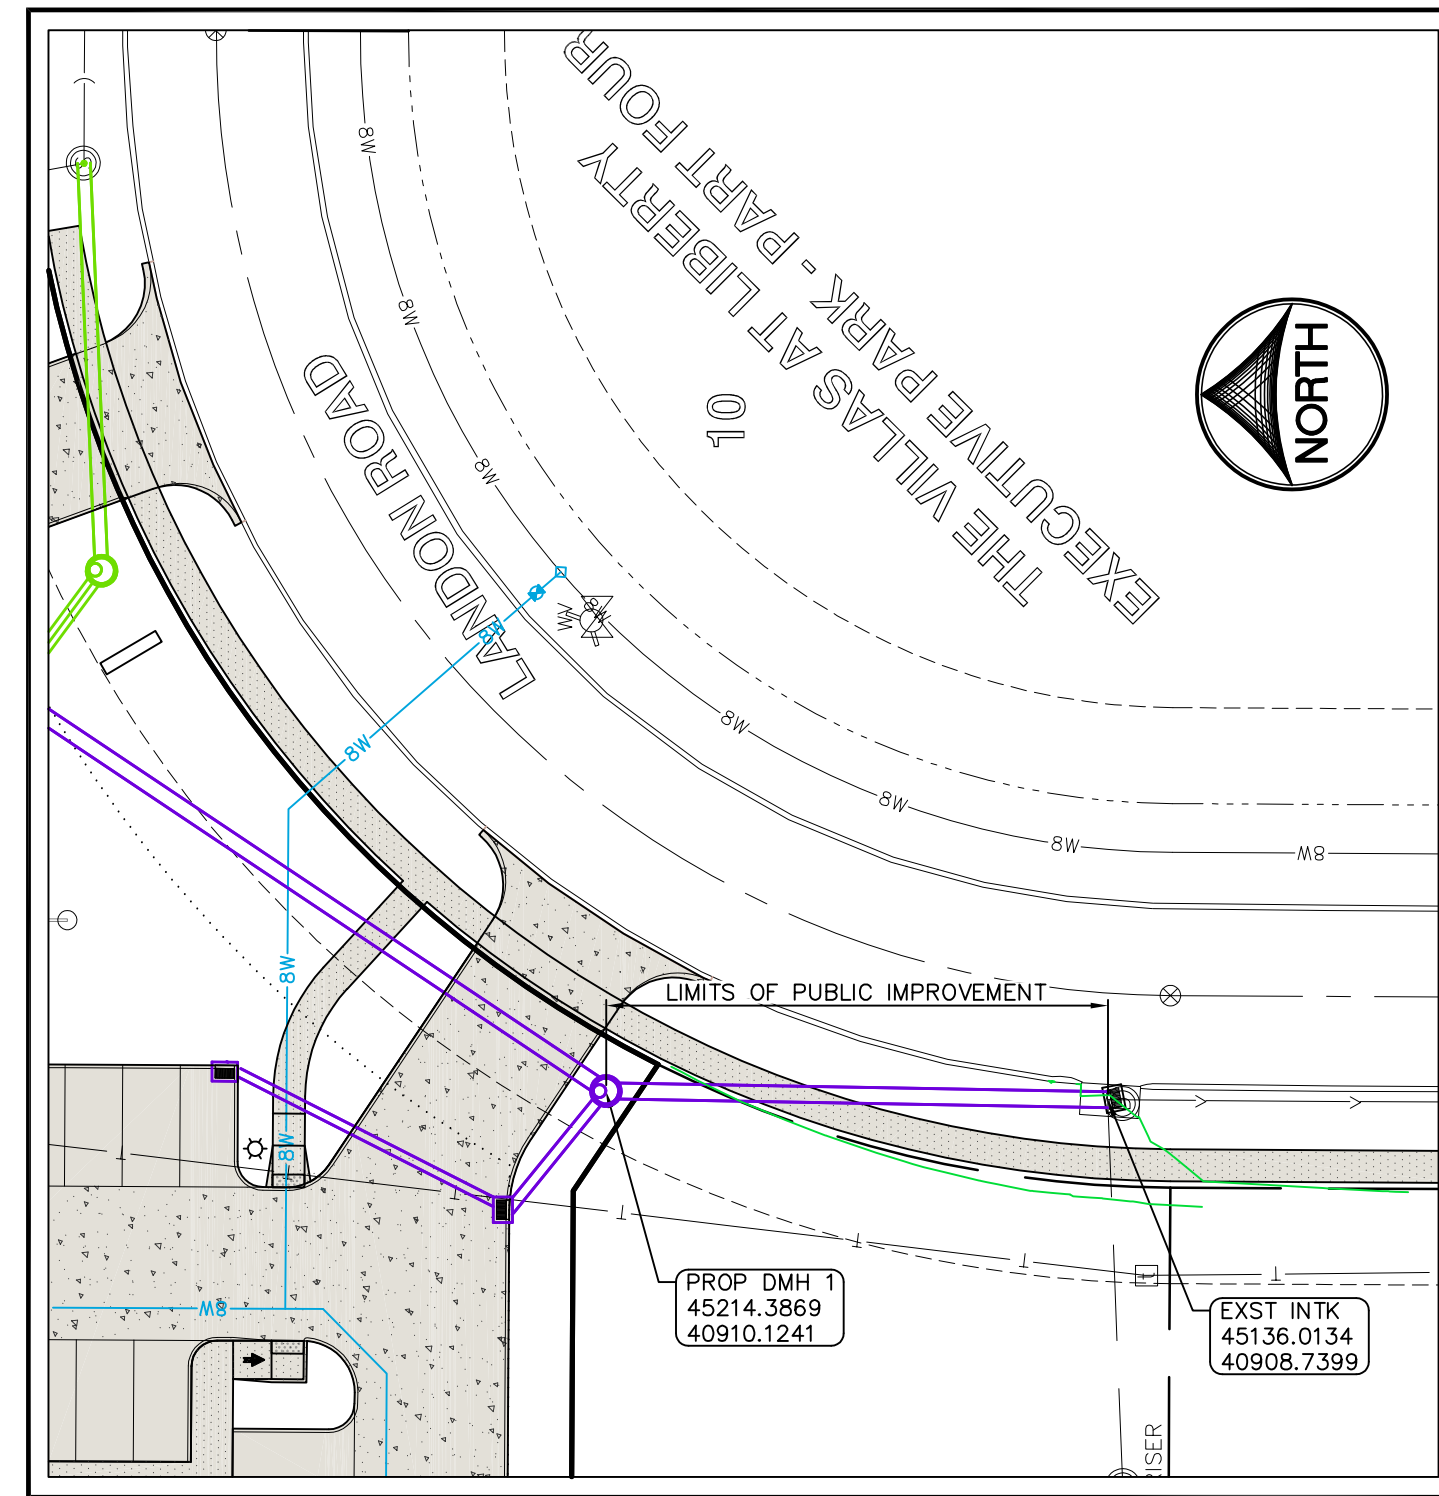 THE VILLAS AT LIBERTY
EXECUTIVE PARK - PART FOUR
10
NORTH
LANDON ROAD
8W
8W
8W
8W
8W
8W
8W
8W
8W
8W
8W
8W
8W
W
LIMITS OF PUBLIC IMPROVEMENT
PROP DMH 1
45214.3869
40910.1241
EXST INTK
45136.0134
40908.7399
RISER